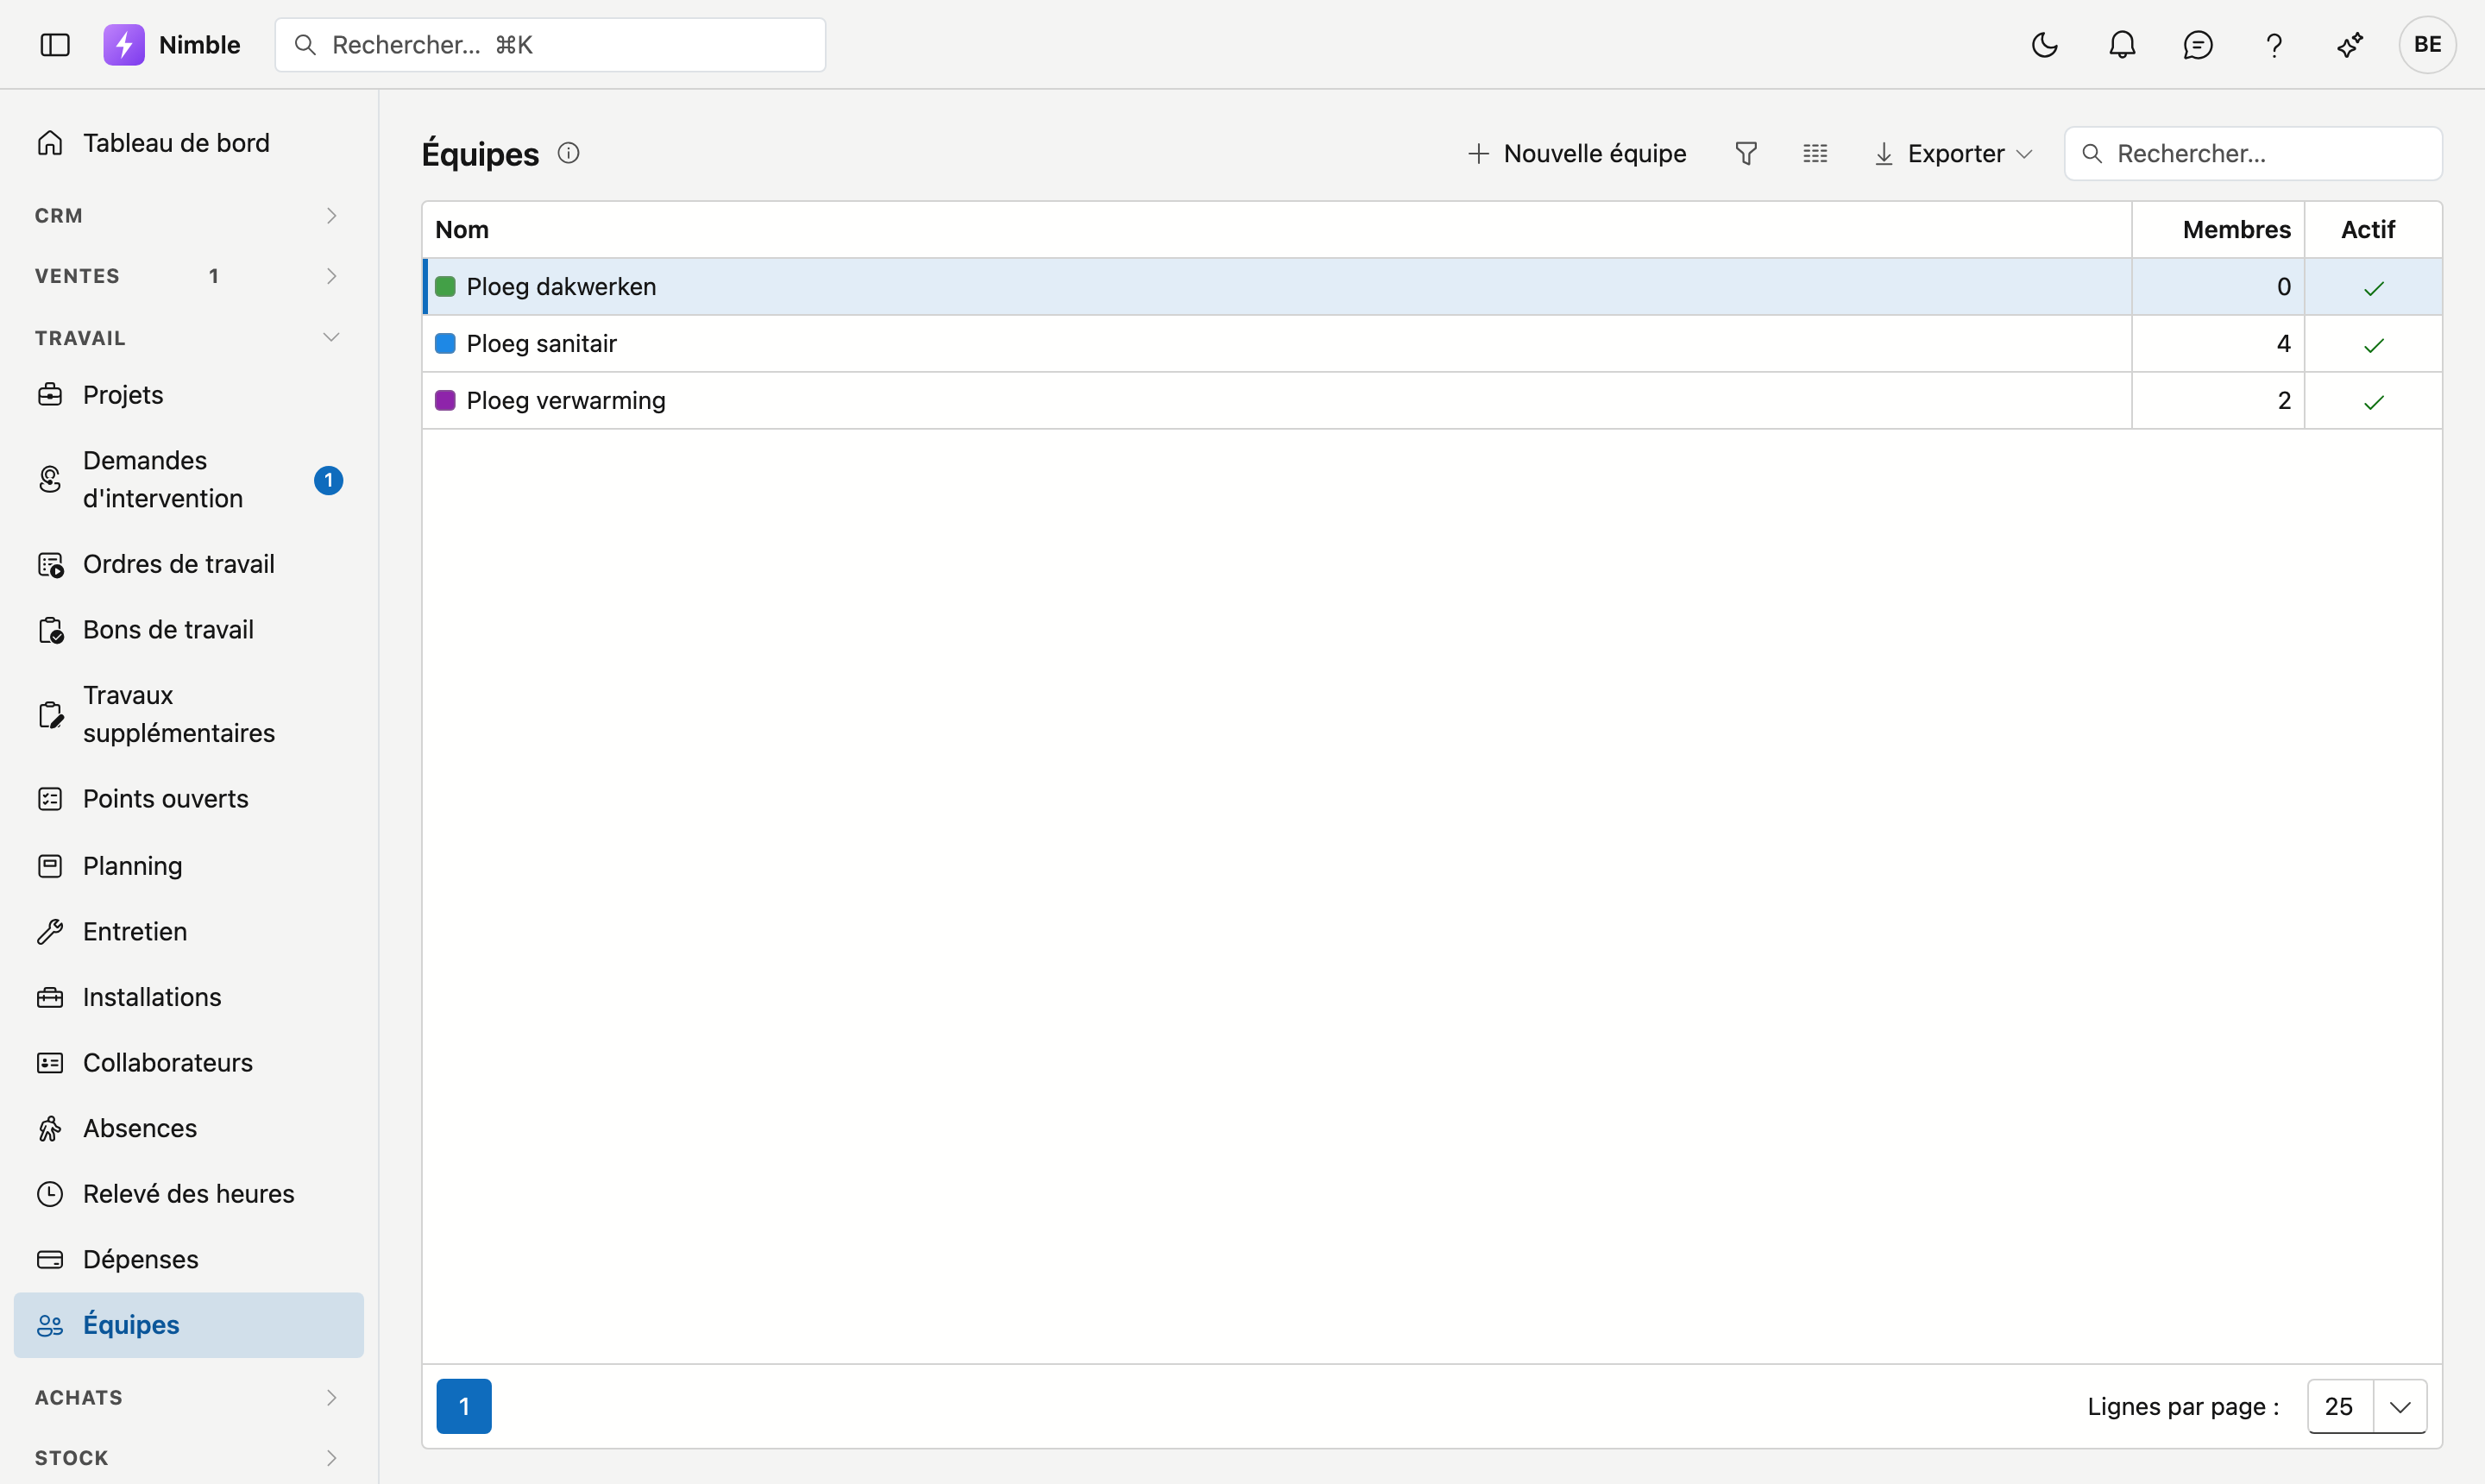 Nimble
Rechercher... ⌘K
BE
Tableau de bord
CRM
VENTES 1
TRAVAIL
Projets
Demandes
d'intervention
1
Ordres de travail
Bons de travail
Travaux
supplémentaires
Points ouverts
Planning
Entretien
Installations
Collaborateurs
Absences
Relevé des heures
Dépenses
Équipes
ACHATS
STOCK
Équipes
Nouvelle équipe
Exporter
Rechercher...
Nom Membres Actif
Ploeg dakwerken 0
Ploeg sanitair 4
Ploeg verwarming 2
1
Lignes par page : 25